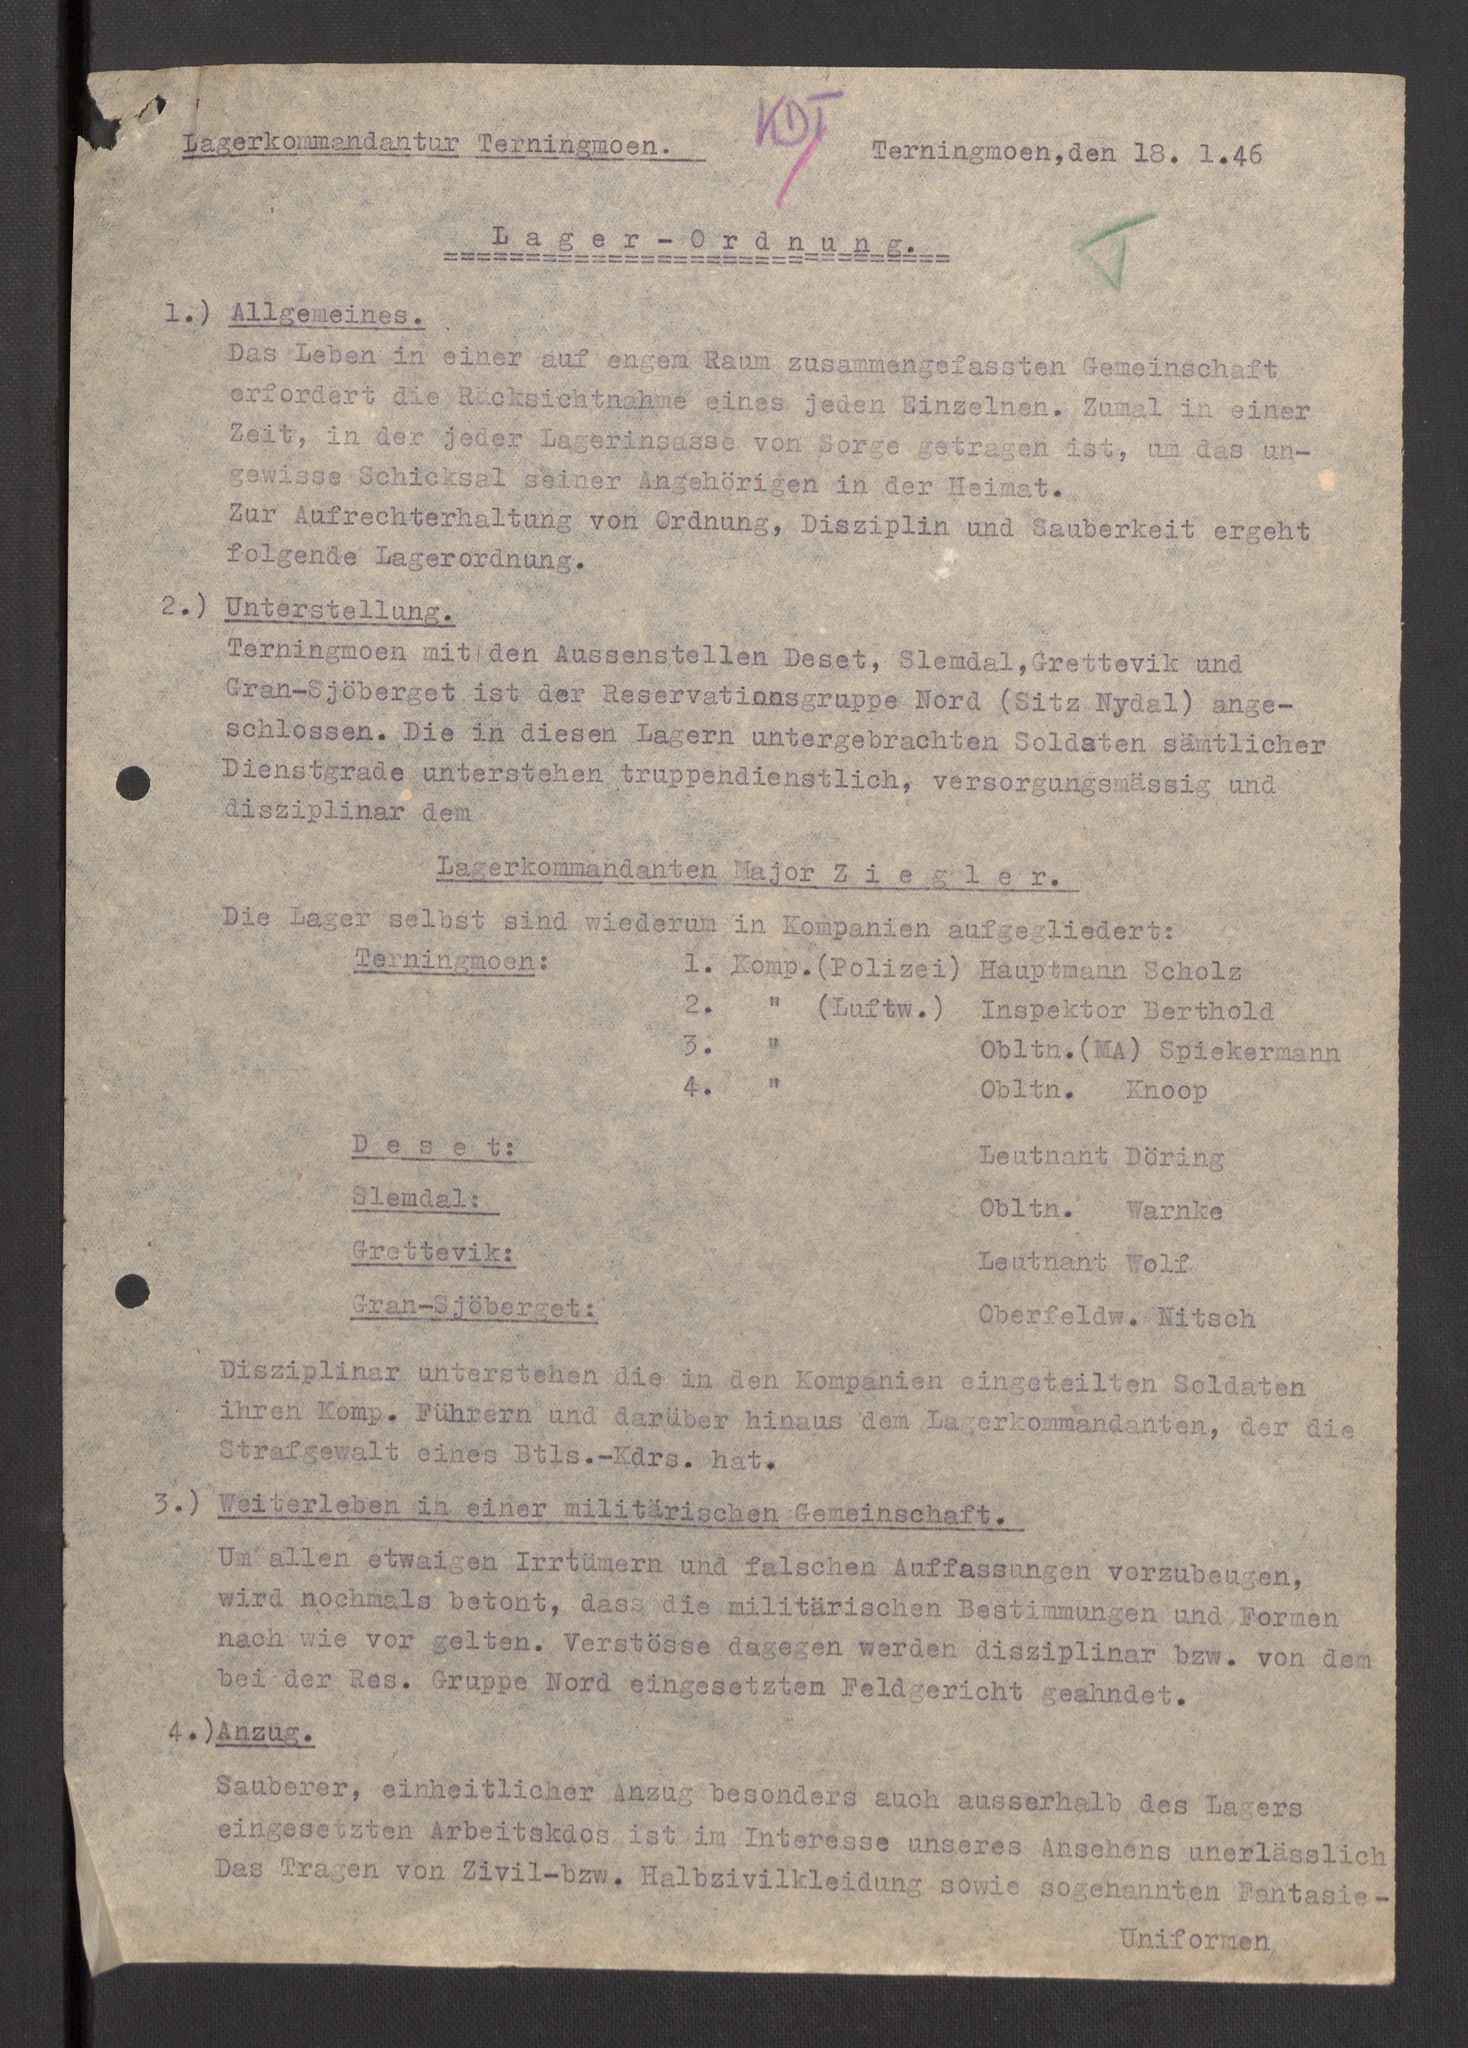 Lagerkommandantur Terningmoen.
Terningmoen, den 18. 1.46
L a g e r - O r d n u n g.
1.) Allgemeines.
Das Leben in einer auf engem Raum zusammengefassten Gemeinschaft
erfordert die Rücksichtnahme eines jeden Einzelnen. Zumal in einer
Zeit, in der jeder Lagerinsasse von Sorge getragen ist, um das un-
gewisse Schicksal seiner Angehörigen in der Heimat.
Zur Aufrechterhaltung von Ordnung, Disziplin und Sauberkeit ergeht
folgende Lagerordnung.
2.) Unterstellung.
Terningmoen mit den Aussenstellen Deset, Slemdal, Grettevik und
Gran-Sjöberget ist der Reservationsgruppe Nord (Sitz Nydal) ange-
schlossen. Die in diesen Lagern untergebrachten Soldaten sämtlicher
Dienstgrade unterstehen truppendienstlich, versorgungsmässig und
disziplinar dem
Lagerkommandanten Major Z i e g l e r.
Die Lager selbst sind wiederum in Kompanien aufgegliedert:
Terningmoen: 1. Komp. (Polizei) Hauptmann Scholz
2. " (Luftw.) Inspektor Berthold
3. " Obltn.(MA) Spiekermann
4. " Obltn. Knoop
D e s e t: Leutnant Döring
Slemdal: Obltn. Warnke
Grettevik: Leutnant Wolf
Gran-Sjöberget: Oberfeldw. Nitsch
Disziplinar unterstehen die in den Kompanien eingeteilten Soldaten
ihren Komp. Führern und darüber hinaus dem Lagerkommandanten, der die
Strafgewalt eines Btls.-Kdrs. hat.
3.) Weiterleben in einer militärischen Gemeinschaft.
Um allen etwaigen Irrtümern und falschen Auffassungen vorzubeugen,
wird nochmals betont, dass die militärischen Bestimmungen und Formen
nach wie vor gelten. Verstösse dagegen werden disziplinar bzw. von dem
bei der Res. Gruppe Nord eingesetzten Feldgericht geahndet.
4.) Anzug.
Sauberer, einheitlicher Anzug besonders auch ausserhalb des Lagers
eingesetzten Arbeitskdos ist im Interesse unseres Ansehens unerlässlich
Das Tragen von Zivil-bzw. Halbzivilkleidung sowie sogenannten Fantasie-
Uniformen